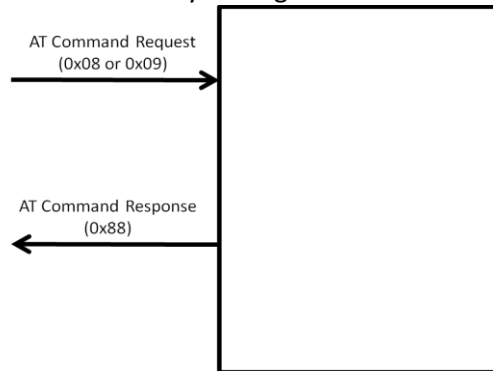 AT Command Request
(0x08 or 0x09)
AT Command Response
(0x88)